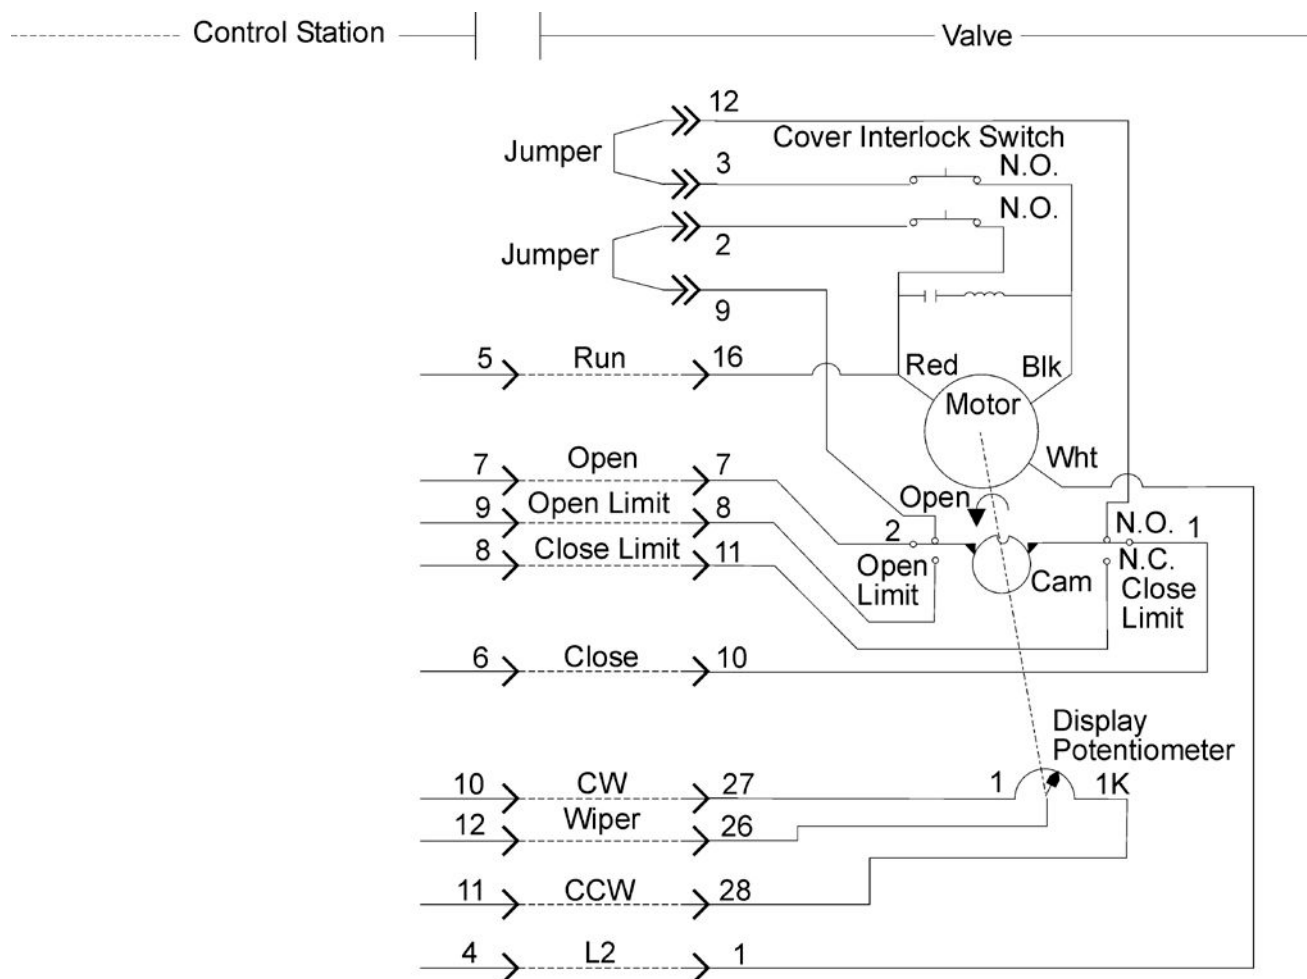 Control Station
Valve
12
Cover Interlock Switch
Jumper
3
N.O.
N.O.
2
Jumper
9
5 Run 16
Red
Blk
Motor
7 Open 7
Wht
9 Open Limit 8
Open
8 Close Limit 11
2
N.O.
1
Open
Limit
N.C.
Close
Limit
Cam
6 Close 10
Display
Potentiometer
10 CW 27
1
1K
12 Wiper 26
11 CCW 28
4 L2 1